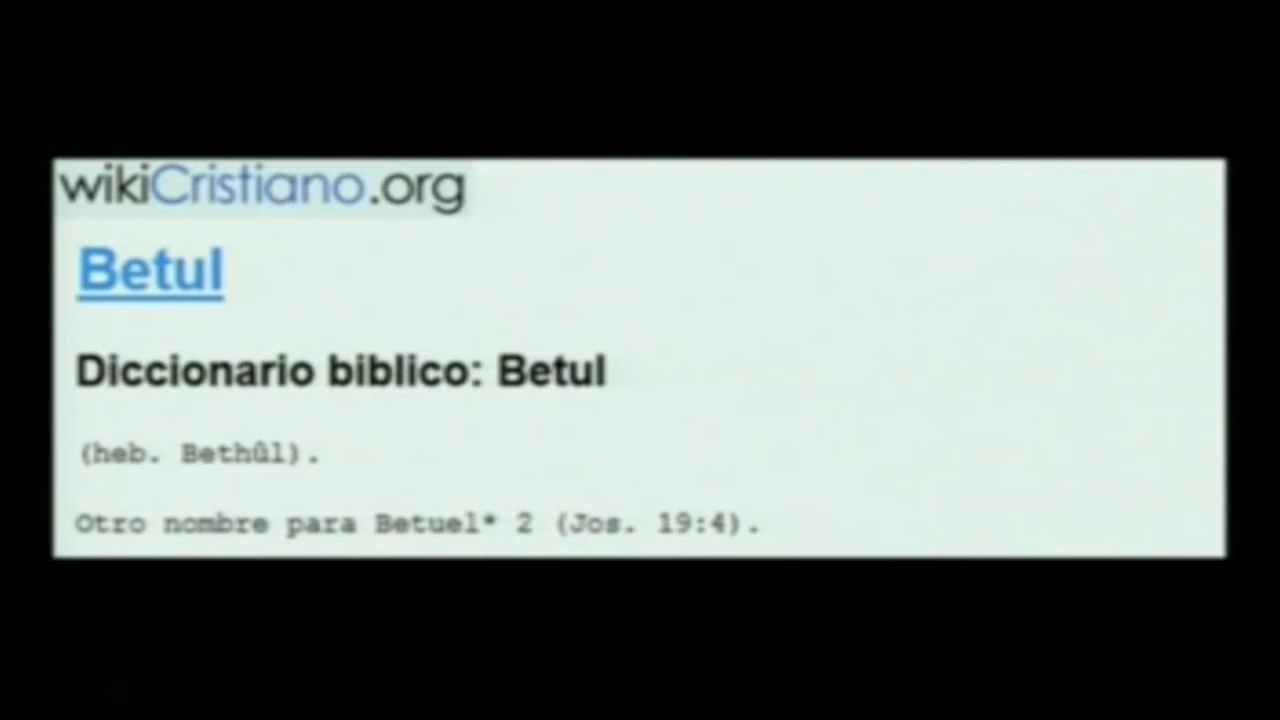 wikiCristiano.org
Betul
Diccionario biblico: Betul
(heb. Bethûl).
Otro nombre para Betuel* 2 (Jos. 19:4).